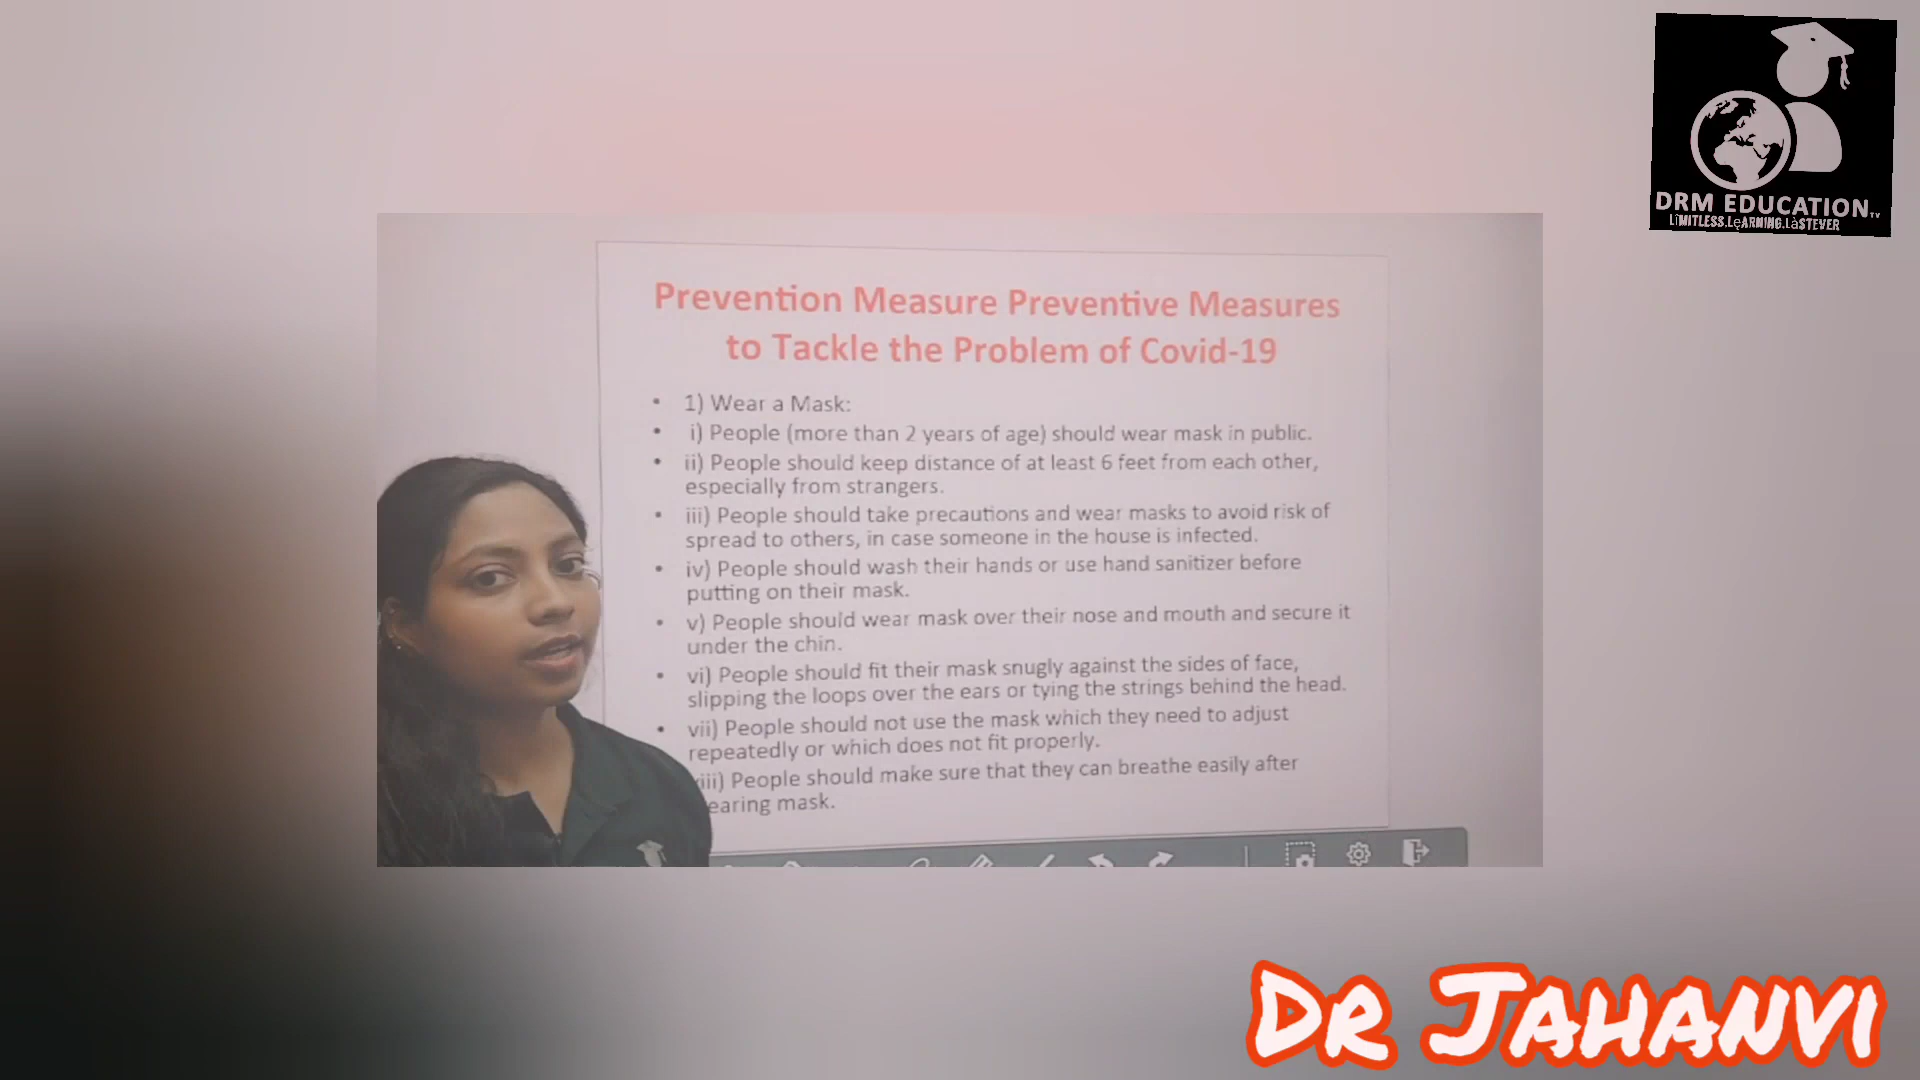 DRM EDUCATION TV
LIMITLESS.LeARNING.LàSTEVER
Prevention Measure Preventive Measures
to Tackle the Problem of Covid-19
• 1) Wear a Mask:
• i) People (more than 2 years of age) should wear mask in public.
• ii) People should keep distance of at least 6 feet from each other,
especially from strangers.
• iii) People should take precautions and wear masks to avoid risk of
spread to others, in case someone in the house is infected.
• iv) People should wash their hands or use hand sanitizer before
putting on their mask.
• v) People should wear mask over their nose and mouth and secure it
under the chin.
• vi) People should fit their mask snugly against the sides of face,
slipping the loops over the ears or tying the strings behind the head.
• vii) People should not use the mask which they need to adjust
repeatedly or which does not fit properly.
iii) People should make sure that they can breathe easily after
earing mask.
Dr Jahanvi